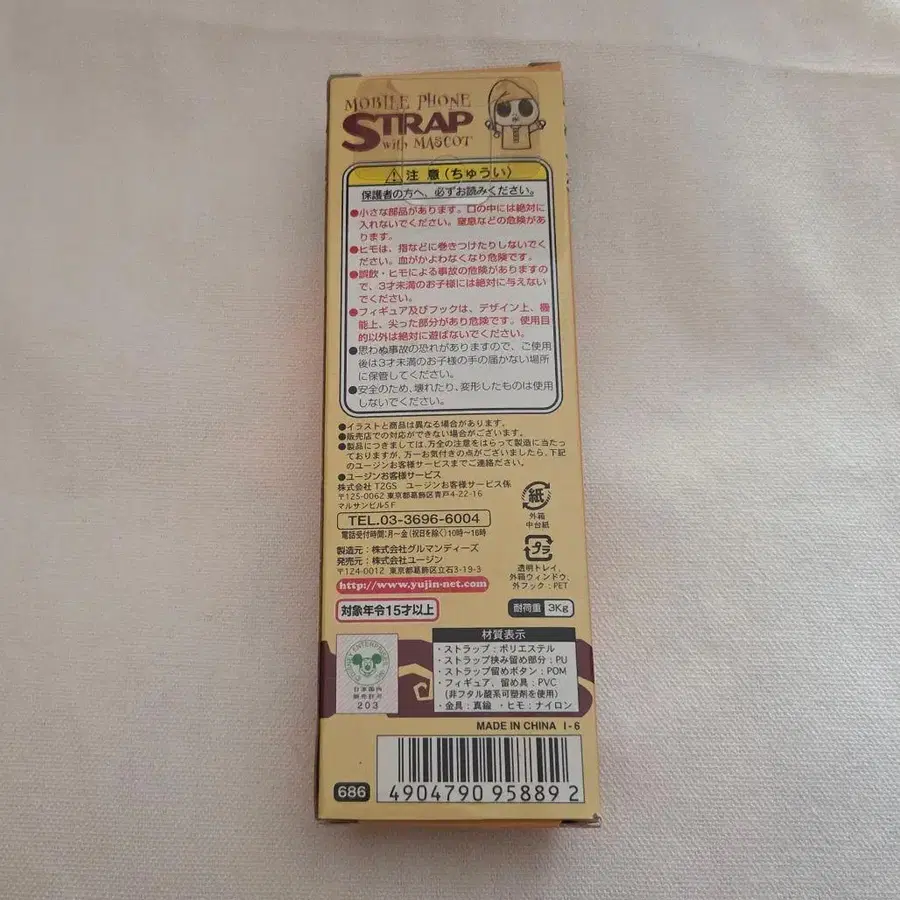 MOBILE PHONE
STRAP
with MASCOT
注意(ちゅうい)
保護者の方へ、必ずお読みください。
●小さな部品があります。口の中には絶対に
入れないでください。窒息などの危険があ
ります。
●ヒモは、指などに巻きつけたりしないでく
ださい。血がかよわなくなり危険です。
●誤飲・ヒモによる事故の危険がありますの
で、3才未満のお子様には絶対に与えない
でください。
●フィギュア及びフックは、デザイン上、機
能上、尖った部分があり危険です。使用目
的以外は絶対に遊ばないでください。
●思わぬ事故の恐れがありますので、ご使用
後は3才未満のお子様の手の届かない場所
に保管してください。
●安全のため、壊れたり、変形したものは使用
しないでください。
●イラストと商品は異なる場合があります。
●販売店での対応ができない場合がございます。
●製品につきましては、万全の注意をはらって製造に当たっ
ておりますが、万一お気付きの点がございましたら、下記
のユージンお客様サービスまでご連絡ください。
●ユージンお客様サービス
株式会社 T2GS ユージンお客様サービス係
〒125-0062 東京都葛飾区青戸4-22-16
マルサンビル5F
TEL.03-3696-6004
電話受付時間:月~金(祝日を除く)10時~16時
製造元:株式会社グルマンディーズ
発売元:株式会社ユージン
〒124-0012 東京都葛飾区立石3-19-3
http://www.yujin-net.com
対象年令15才以上
紙
外箱
中台紙
プラ
透明トレイ、
外箱ウィンドウ、
外フック:PET
耐荷重 3Kg
日本国内
販売許可
203
材質表示
・ストラップ:ポリエステル
・ストラップ挟み留め部分:PU
・ストラップ留めボタン:POM
・フィギュア、留め具:PVC
(非フタル酸系可塑剤を使用)
・金具:真鍮 ・ヒモ:ナイロン
MADE IN CHINA I-6
686
4904790 95889 2